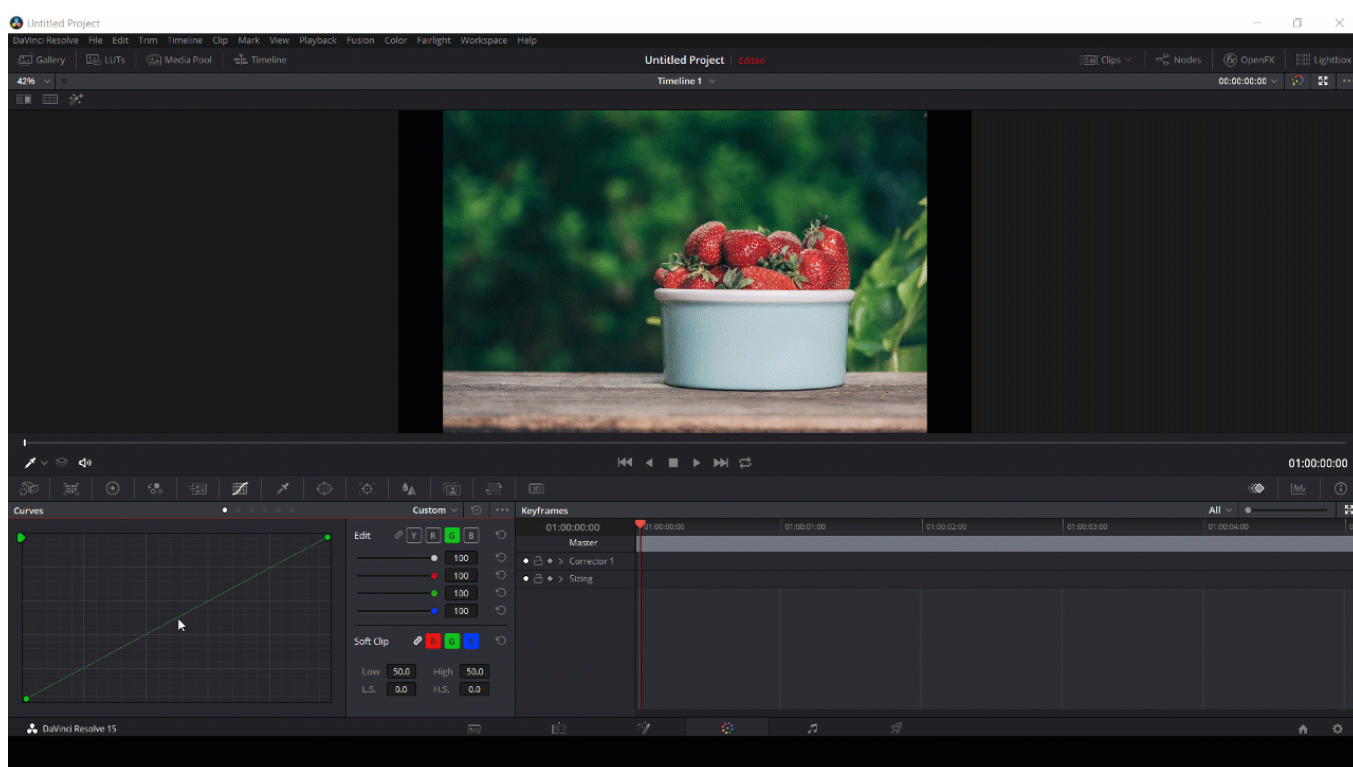 Untitled Project
DaVinci Resolve File Edit Trim Timeline Clip Mark View Playback Fusion Color Fairlight Workspace Help
Gallery LUTs Media Pool Timeline Untitled Project Edited Clips Nodes OpenFX Lightbox
42% Timeline 1 00:00:00:00
01:00:00:00
3D
Curves Custom Keyframes All
01:00:00:00 01:00:00:00 01:00:01:00 01:00:02:00 01:00:03:00 01:00:04:00
Edit Y R G B
Master
100
Corrector 1
100
Sizing
100
100
Soft Clip R G B
Low 50.0 High 50.0
L.S. 0.0 H.S. 0.0
DaVinci Resolve 15